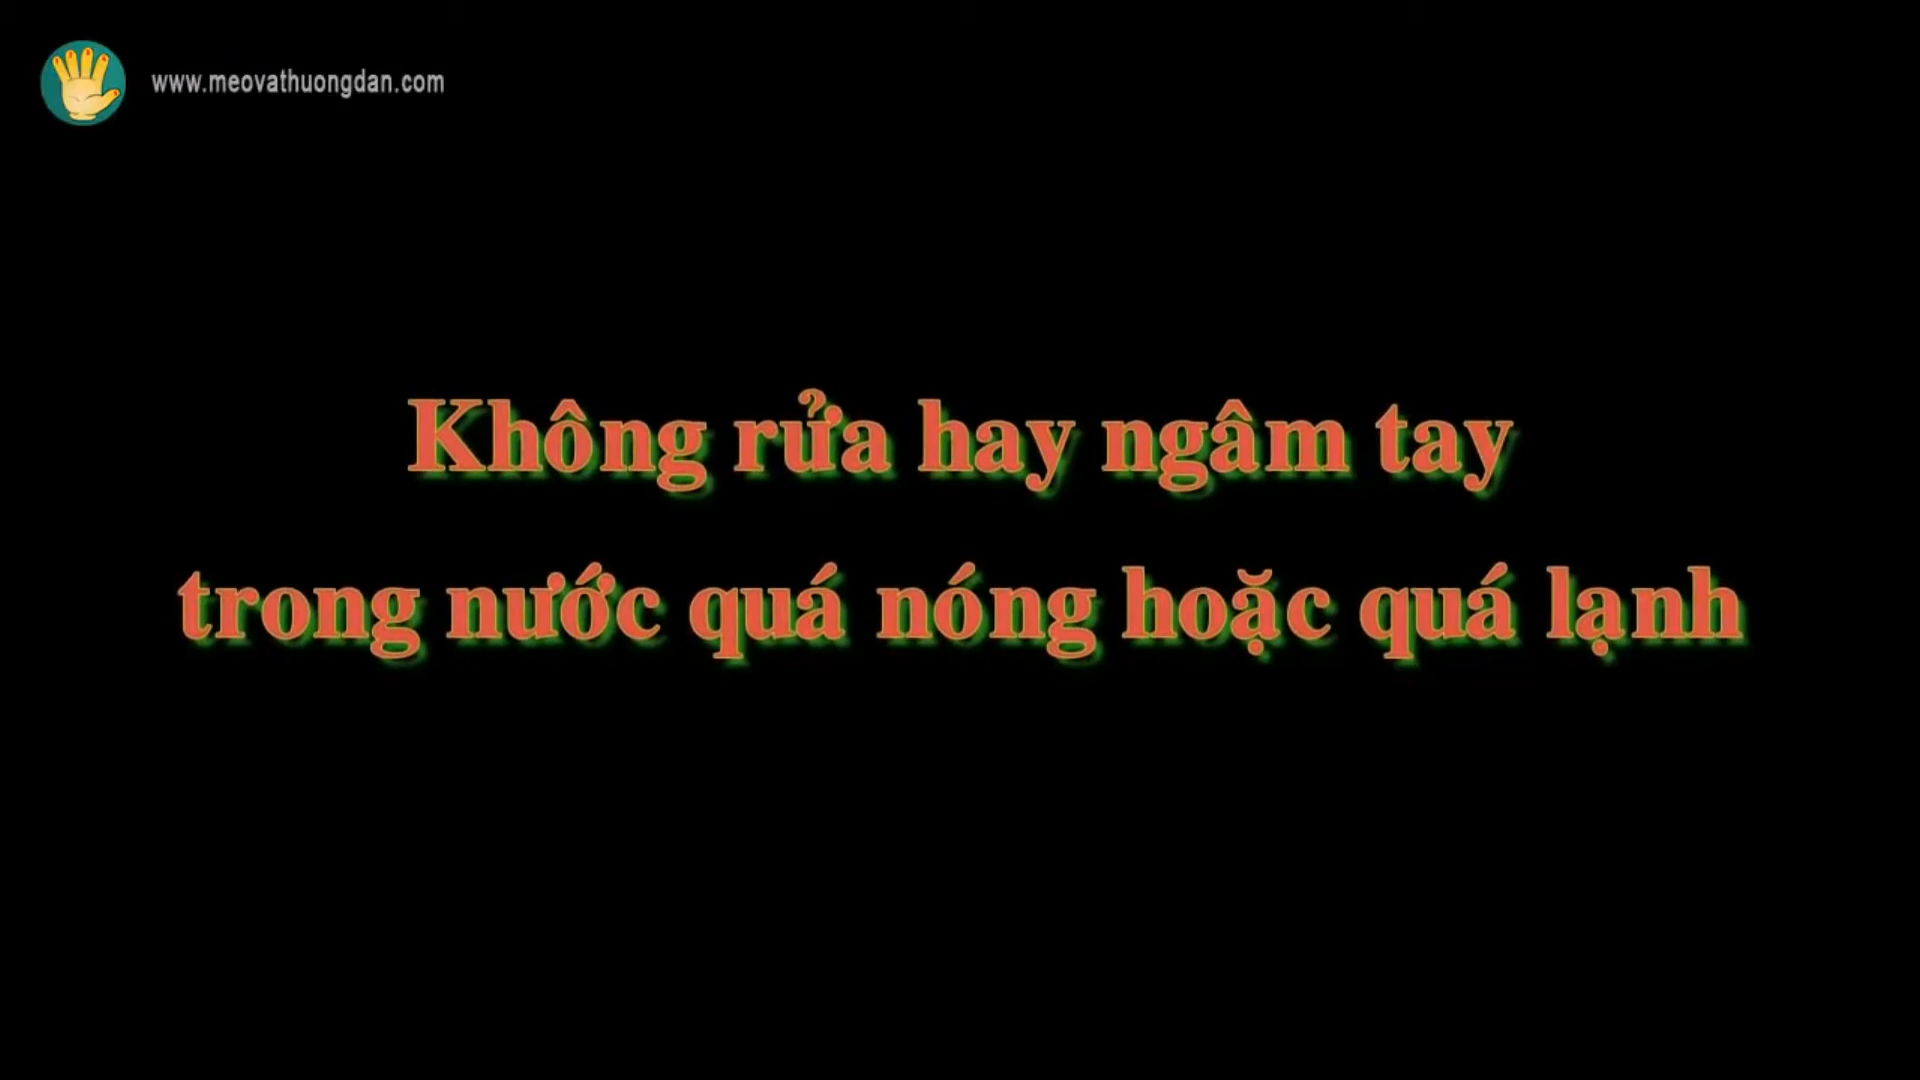 www.meovathuongdan.com
Không rửa hay ngâm tay
trong nước quá nóng hoặc quá lạnh